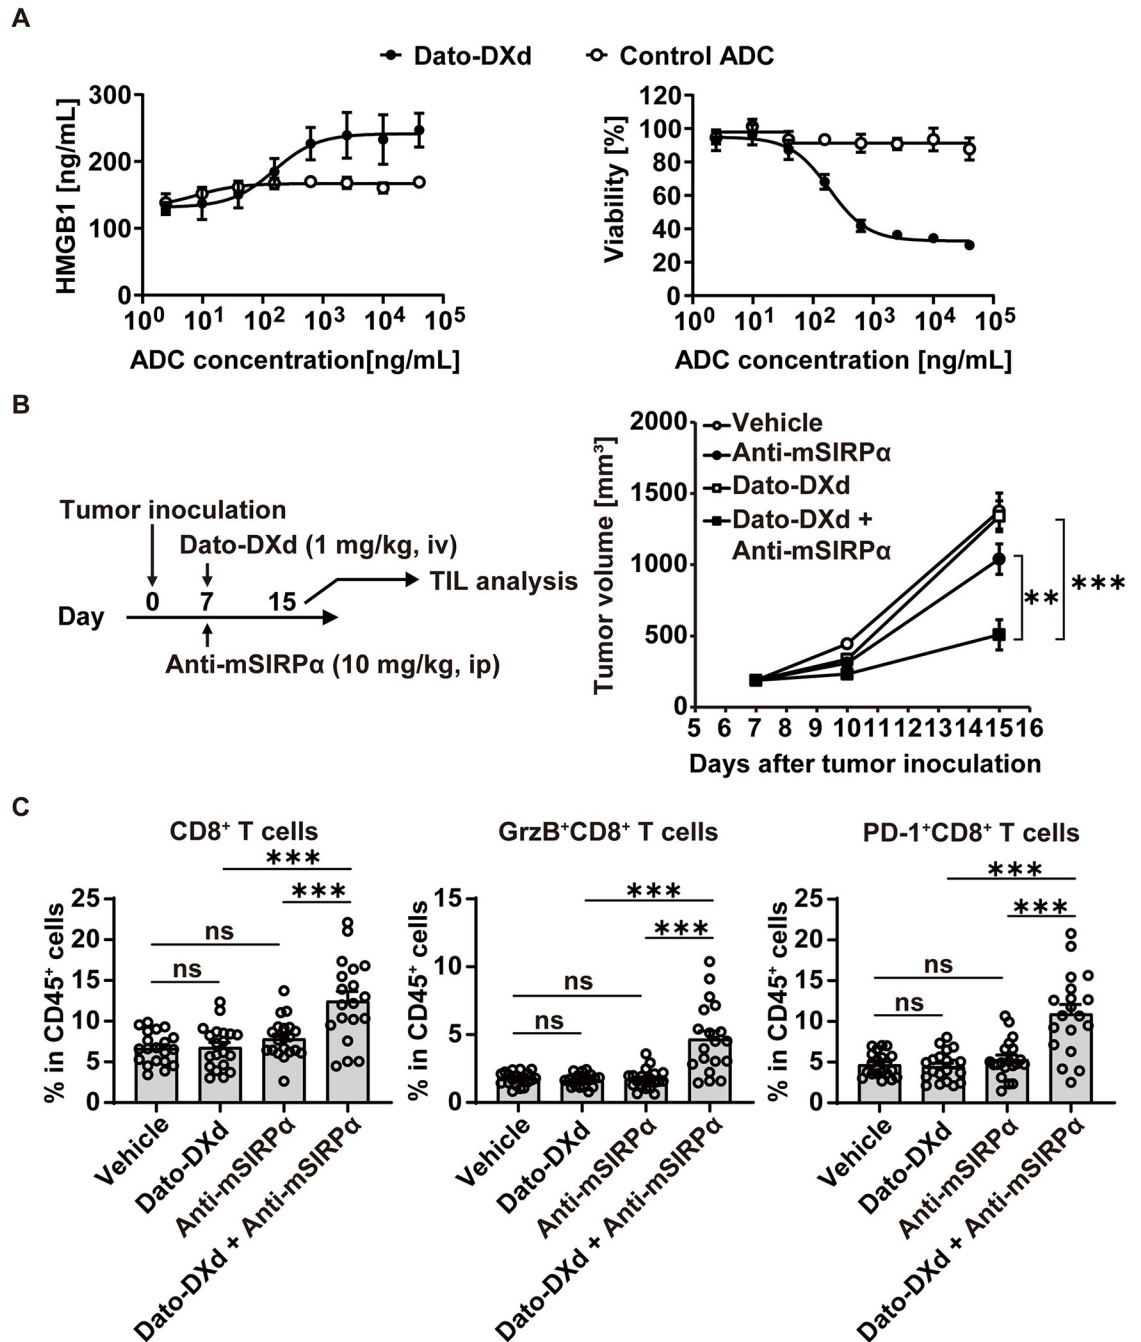 A
Dato-DXd
Control ADC
HMGB1 [ng/mL]
300
200
100
0
10⁰ 10¹ 10² 10³ 10⁴ 10⁵
ADC concentration[ng/mL]
Viability [%]
120
100
80
60
40
20
0
10⁰ 10¹ 10² 10³ 10⁴ 10⁵
ADC concentration [ng/mL]
B
Tumor inoculation
Dato-DXd (1 mg/kg, iv)
0 7 15
TIL analysis
Day
Anti-mSIRPα (10 mg/kg, ip)
Tumor volume [mm³]
2000
1500
1000
500
0
Vehicle
Anti-mSIRPα
Dato-DXd
Dato-DXd +
Anti-mSIRPα
** ***
5 6 7 8 9 10 11 12 13 14 15 16
Days after tumor inoculation
C
CD8⁺ T cells
***
***
ns
ns
% in CD45⁺ cells
25
20
15
10
5
0
Vehicle
Dato-DXd
Anti-mSIRPα
Dato-DXd + Anti-mSIRPα
GrzB⁺CD8⁺ T cells
***
***
ns
ns
% in CD45⁺ cells
15
10
5
0
Vehicle
Dato-DXd
Anti-mSIRPα
Dato-DXd + Anti-mSIRPα
PD-1⁺CD8⁺ T cells
***
***
ns
ns
% in CD45⁺ cells
25
20
15
10
5
0
Vehicle
Dato-DXd
Anti-mSIRPα
Dato-DXd + Anti-mSIRPα